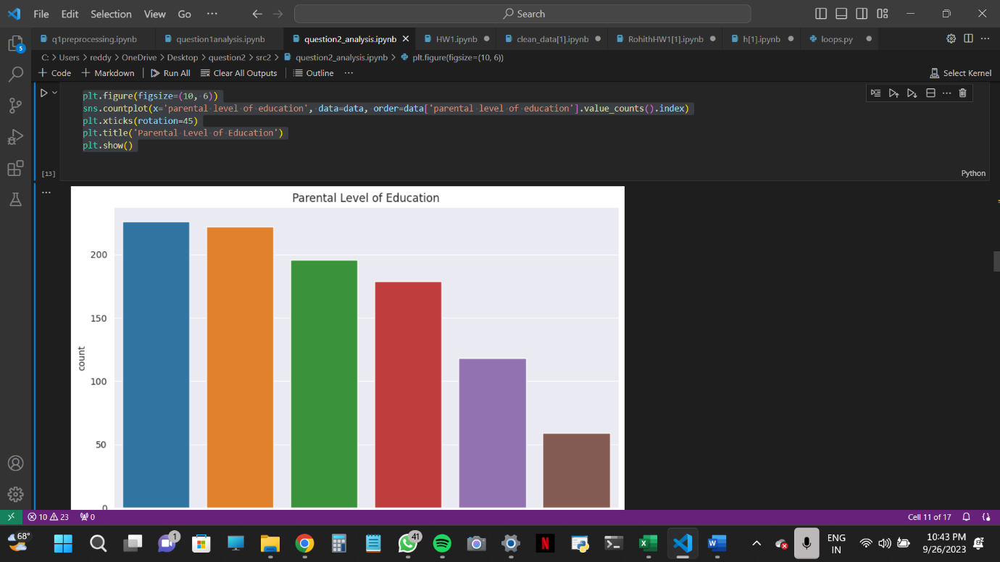 File Edit Selection View Go ··· Search
q1preprocessing.ipynb question1analysis.ipynb question2_analysis.ipynb HW1.ipynb clean_data[1].ipynb RohithHW1[1].ipynb h[1].ipynb loops.py
C: > Users > reddy > OneDrive > Desktop > question2 > src2 > question2_analysis.ipynb > plt.figure(figsize=(10, 6))
+ Code + Markdown Run All Clear All Outputs Outline ··· Select Kernel
5
plt.figure(figsize=(10, 6))
sns.countplot(x='parental level of education', data=data, order=data['parental level of education'].value_counts().index)
plt.xticks(rotation=45)
plt.title('Parental Level of Education')
plt.show()
[13] Python
Parental Level of Education
200
150
count
100
50
0
10 23 0 Cell 11 of 17
68° 1 41 N ENG IN 10:43 PM 9/26/2023